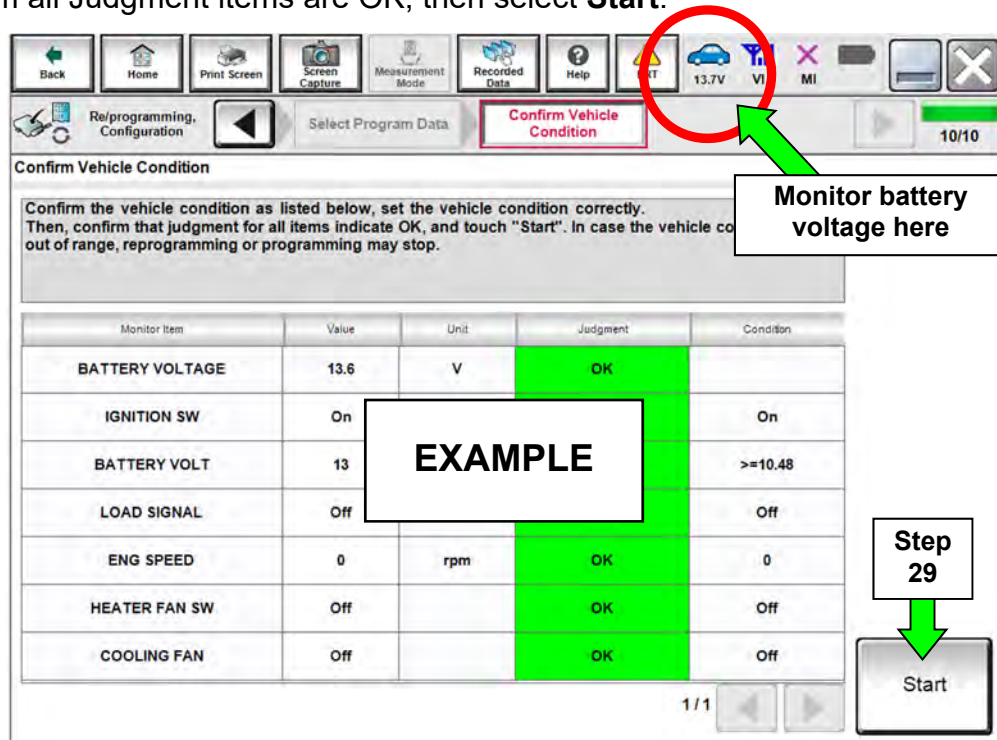 all Judgment items are OK, then select Start.
Back
Home
Print Screen
Screen
Capture
Measurement
Mode
Recorded
Data
Help
13.7V
VI
MI
Re/programming,
Configuration
Select Program Data
Confirm Vehicle
Condition
10/10
Confirm Vehicle Condition
Monitor battery
voltage here
Confirm the vehicle condition as listed below, set the vehicle condition correctly.
Then, confirm that judgment for all items indicate OK, and touch "Start". In case the vehicle co
out of range, reprogramming or programming may stop.
Monitor Item Value Unit Judgment Condition
BATTERY VOLTAGE 13.6 V OK
IGNITION SW On On
BATTERY VOLT 13 >=10.48
EXAMPLE
LOAD SIGNAL Off Off
ENG SPEED 0 rpm OK 0
HEATER FAN SW Off OK Off
COOLING FAN Off OK Off
Step
29
Start
1/1